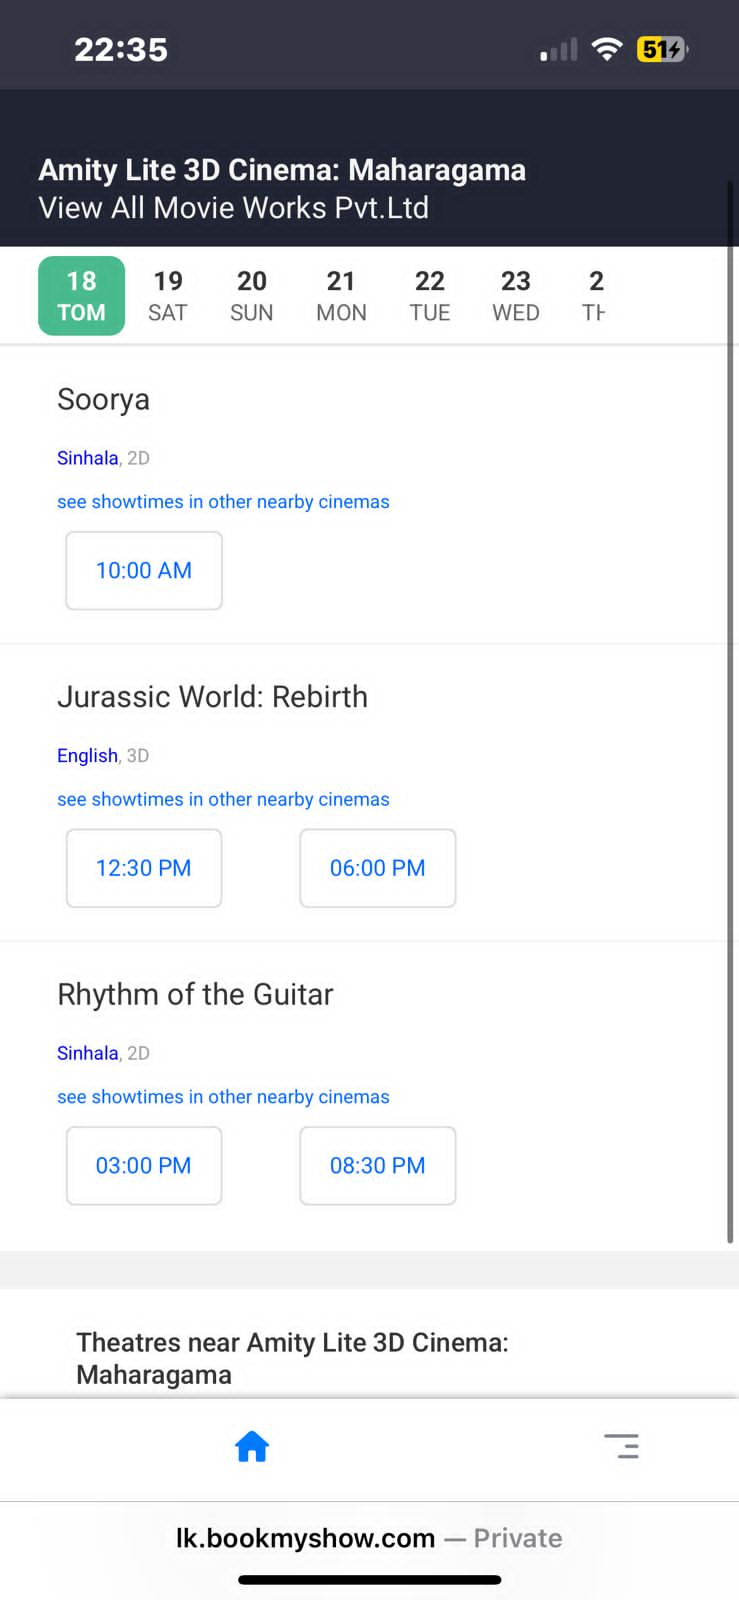 22:35
51
Amity Lite 3D Cinema: Maharagama
View All Movie Works Pvt.Ltd
18 19 20 21 22 23 2
TOM SAT SUN MON TUE WED
Soorya
Sinhala, 2D
see showtimes in other nearby cinemas
10:00 AM
Jurassic World: Rebirth
English, 3D
see showtimes in other nearby cinemas
12:30 PM 06:00 PM
Rhythm of the Guitar
Sinhala, 2D
see showtimes in other nearby cinemas
03:00 PM 08:30 PM
Theatres near Amity Lite 3D Cinema:
Maharagama
lk.bookmyshow.com — Private